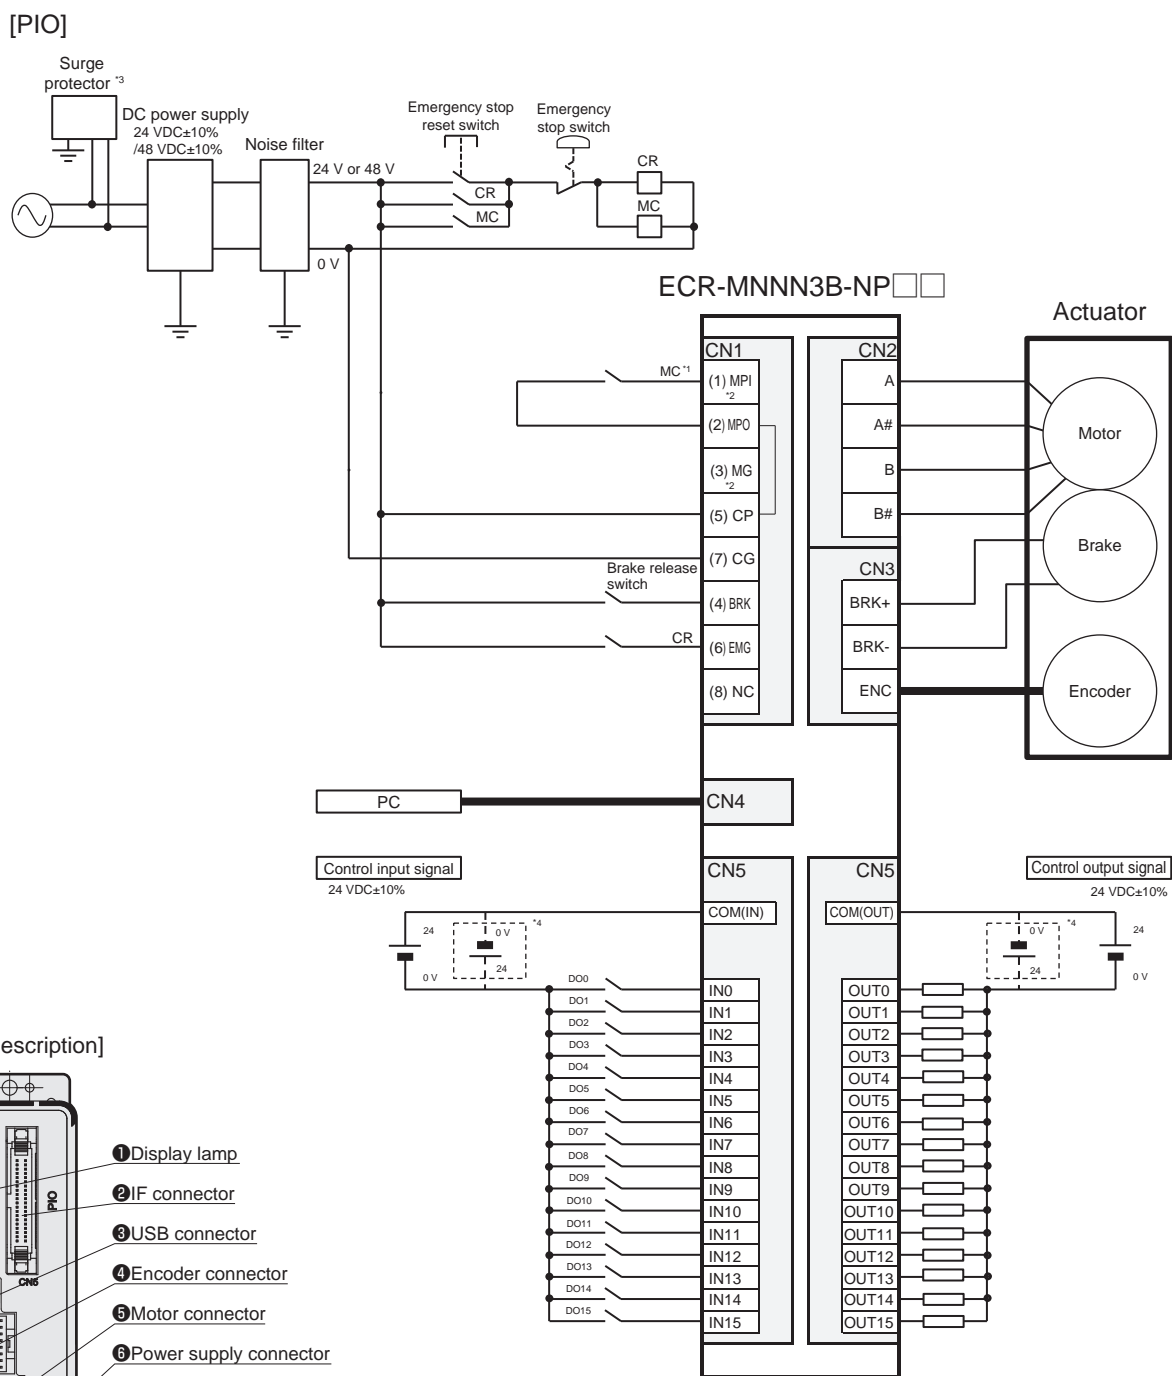 [PIO]
Surge
protector *3
DC power supply
24 VDC±10%
/48 VDC±10%
Noise filter
24 V or 48 V
0 V
Emergency stop
reset switch
Emergency
stop switch
CR
MC
CR
MC
ECR-MNNN3B-NP□□
Actuator
CN1
MC *1
(1) MPI
*2
(2) MPO
(3) MG
*2
(5) CP
(7) CG
Brake release
switch
(4) BRK
CR
(6) EMG
(8) NC
CN2
A
A#
B
B#
CN3
BRK+
BRK-
ENC
Motor
Brake
Encoder
PC
CN4
Control input signal
24 VDC±10%
CN5
COM(IN)
24
0 V
0 V
24
*4
DO0 IN0
DO1 IN1
DO2 IN2
DO3 IN3
DO4 IN4
DO5 IN5
DO6 IN6
DO7 IN7
DO8 IN8
DO9 IN9
DO10 IN10
DO11 IN11
DO12 IN12
DO13 IN13
DO14 IN14
DO15 IN15
CN5
Control output signal
24 VDC±10%
COM(OUT)
0 V
24
*4
24
0 V
OUT0
OUT1
OUT2
OUT3
OUT4
OUT5
OUT6
OUT7
OUT8
OUT9
OUT10
OUT11
OUT12
OUT13
OUT14
OUT15
escription]
PIO
CN5
❶Display lamp
❷IF connector
❸USB connector
❹Encoder connector
❺Motor connector
❻Power supply connector